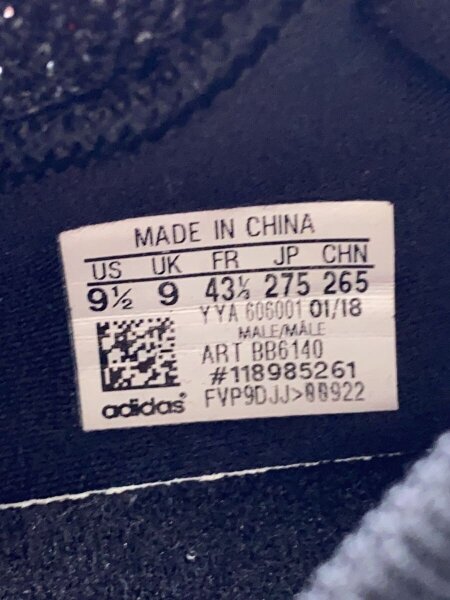 MADE IN CHINA
US UK FR JP CHN
9½ 9 43⅓ 275 265
YYA 606001 01/18
MALE/MÂLE
ART BB6140
#118985261
adidas® FVP9DJJ>00922